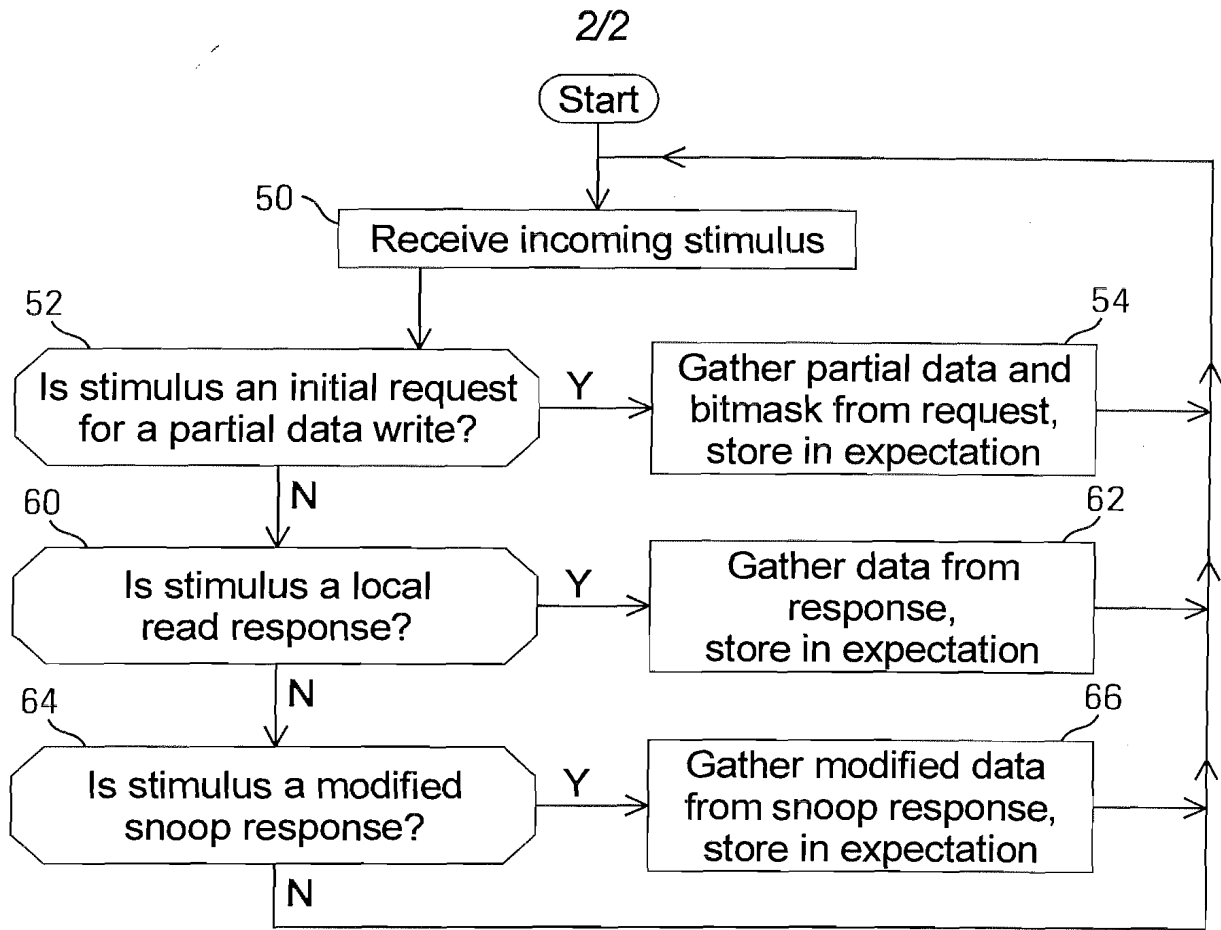 2/2
Start
50
Receive incoming stimulus
52
Is stimulus an initial request
for a partial data write?
Y
54
Gather partial data and
bitmask from request,
store in expectation
N
60
Is stimulus a local
read response?
Y
62
Gather data from
response,
store in expectation
N
64
Is stimulus a modified
snoop response?
Y
66
Gather modified data
from snoop response,
store in expectation
N